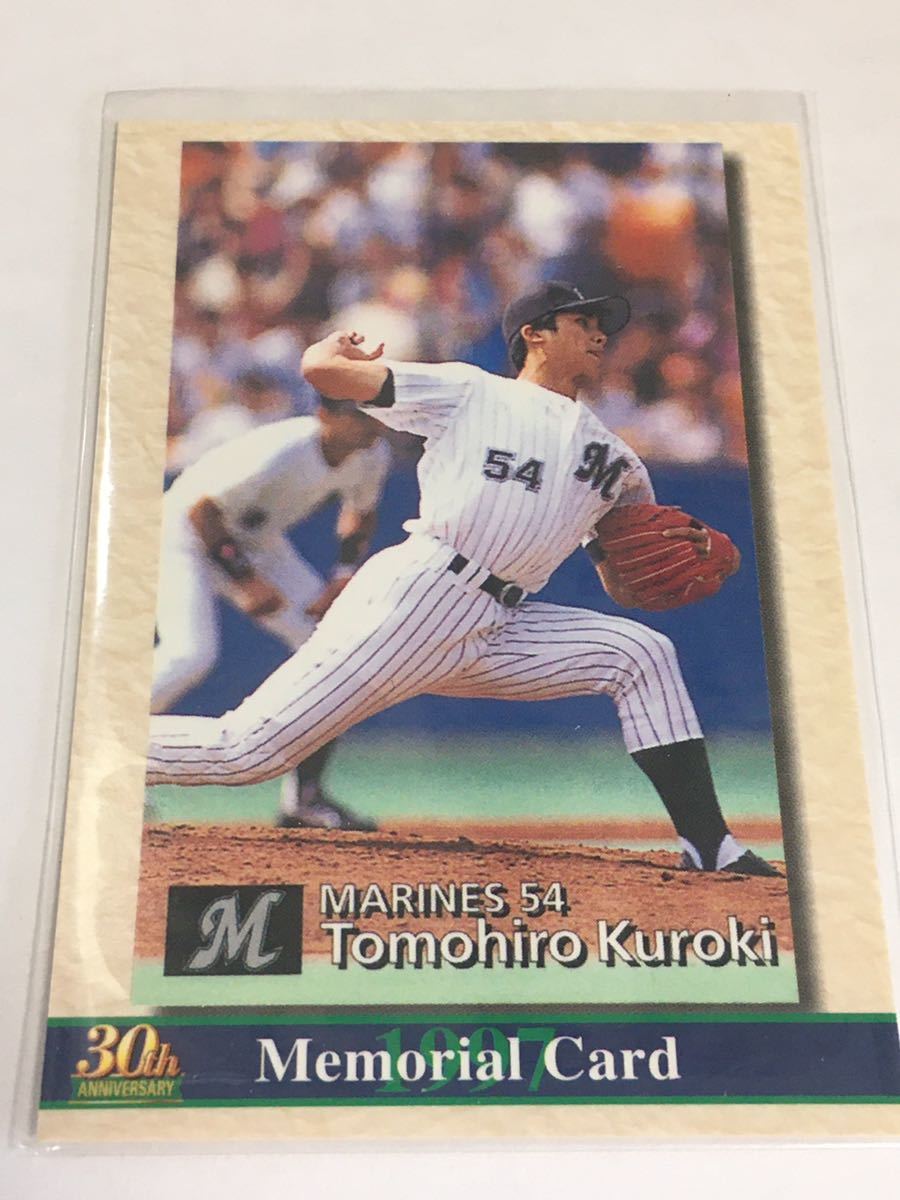 54 M
M
MARINES 54
Tomohiro Kuroki
30th
ANNIVERSARY
1997
Memorial Card